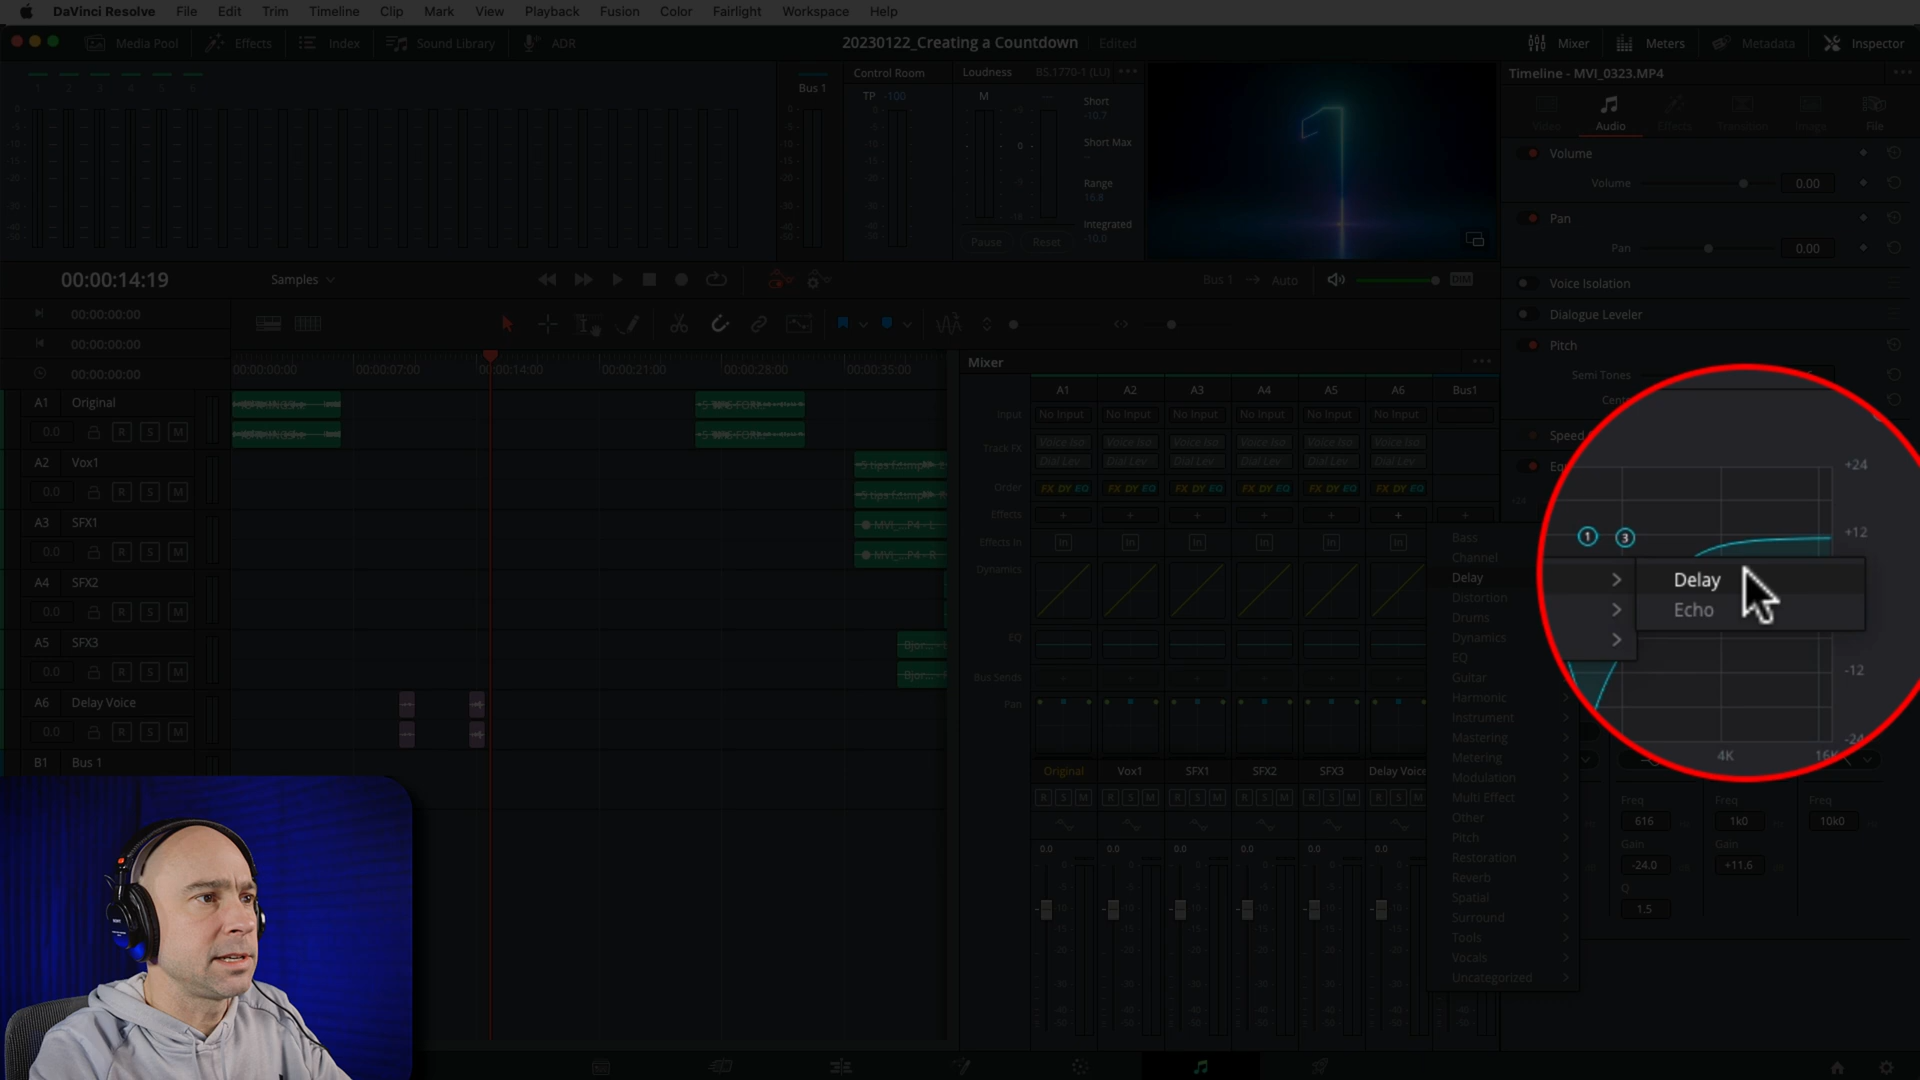 DaVinci Resolve File Edit Trim Timeline Clip Mark View Playback Fusion Color Fairlight Workspace Help
Media Pool Effects Index Sound Library ADR 20230122_Creating a Countdown Edited Mixer Meters Metadata Inspector
Bus 1 Control Room Loudness BS.1770-1 (LU) Timeline - MVI_0323.MP4
TP -100 M Short -10.7
Short Max
Range 16.8
Integrated -10.0
Pause Reset
Video Audio Effects Transition Image File
Volume
Volume 0.00
Pan
Pan 0.00
00:00:14:19 Samples Bus 1 Auto DIM
Voice Isolation
Dialogue Leveler
Pitch
Semi Tones
00:00:00:00
00:00:00:00
00:00:00:00
00:00:00:00 00:00:07:00 00:00:14:00 00:00:21:00 00:00:28:00 00:00:35:00
Mixer
A1 A2 A3 A4 A5 A6 Bus1
Input No Input No Input No Input No Input No Input No Input
Track FX Voice Iso Voice Iso Voice Iso Voice Iso Voice Iso Voice Iso
Dial Lev Dial Lev Dial Lev Dial Lev Dial Lev Dial Lev
Order FX DY EQ FX DY EQ FX DY EQ FX DY EQ FX DY EQ FX DY EQ
Effects
Effects In In In In In In In
Dynamics
EQ
Bus Sends
Pan
Original Vox1 SFX1 SFX2 SFX3 Delay Voice
R S M R S M R S M R S M R S M R S M
0.0 0.0 0.0 0.0 0.0 0.0
A1 Original
0.0 R S M
A2 Vox1
0.0 R S M
A3 SFX1
0.0 R S M
A4 SFX2
0.0 R S M
A5 SFX3
0.0 R S M
A6 Delay Voice
0.0 R S M
B1 Bus 1
MVI_...P4 - L
MVI_...P4 - R
Bass
Channel
Delay
Distortion
Drums
Dynamics
EQ
Guitar
Harmonic
Instrument
Mastering
Metering
Modulation
Multi Effect
Other
Pitch
Restoration
Reverb
Spatial
Surround
Tools
Vocals
Uncategorized
+24
1 3 +12
Delay
Echo
-12
-24
4K 16K
Freq Freq Freq
616 1k0 10k0
Gain Gain
-24.0 +11.6
Q
1.5